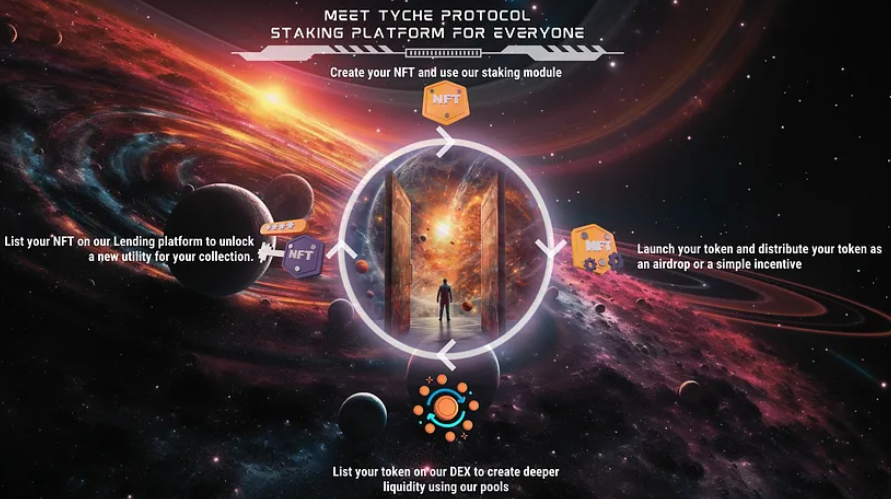 MEET TYCHE PROTOCOL
STAKING PLATFORM FOR EVERYONE
Create your NFT and use our staking module
NFT
List your NFT on our Lending platform to unlock
a new utility for your collection.
NFT
NFT
Launch your token and distribute your token as
an airdrop or a simple incentive
List your token on our DEX to create deeper
liquidity using our pools